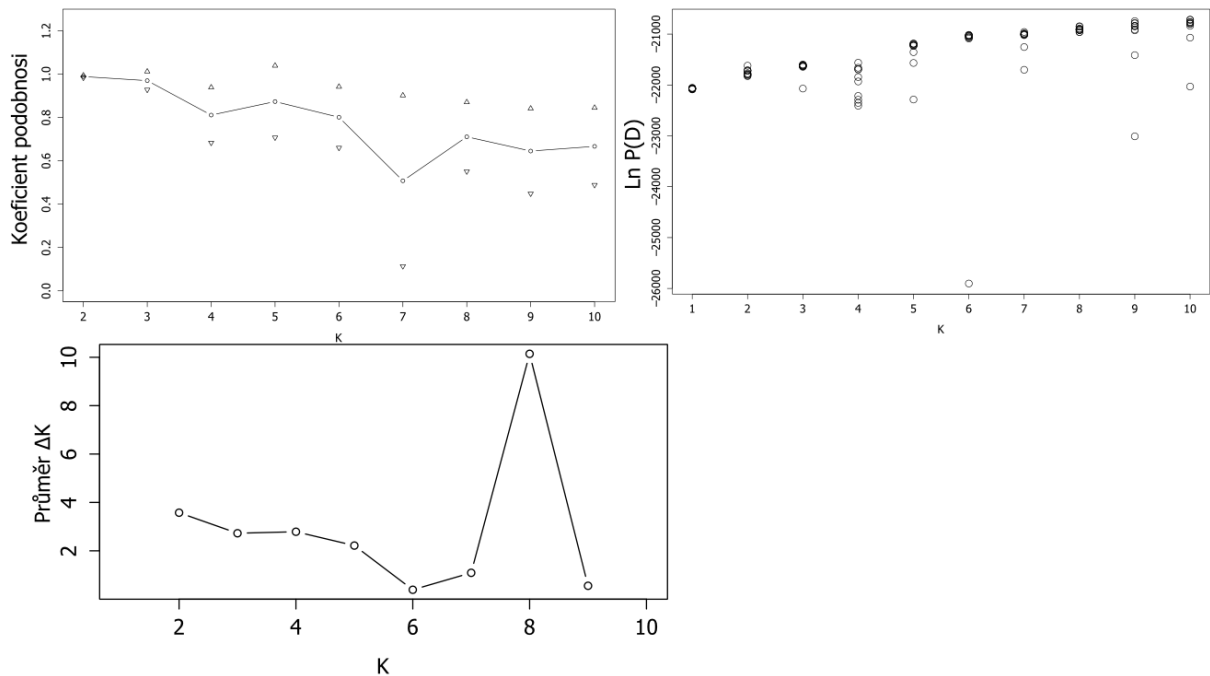 Koeficient podobnosi
1.2
1.0
0.8
0.6
0.4
0.2
0.0
2 3 4 5 6 7 8 9 10
K
Ln P(D)
-21000
-22000
-23000
-24000
-25000
-26000
1 2 3 4 5 6 7 8 9 10
K
Průměr ΔK
10
8
6
4
2
2 4 6 8 10
K